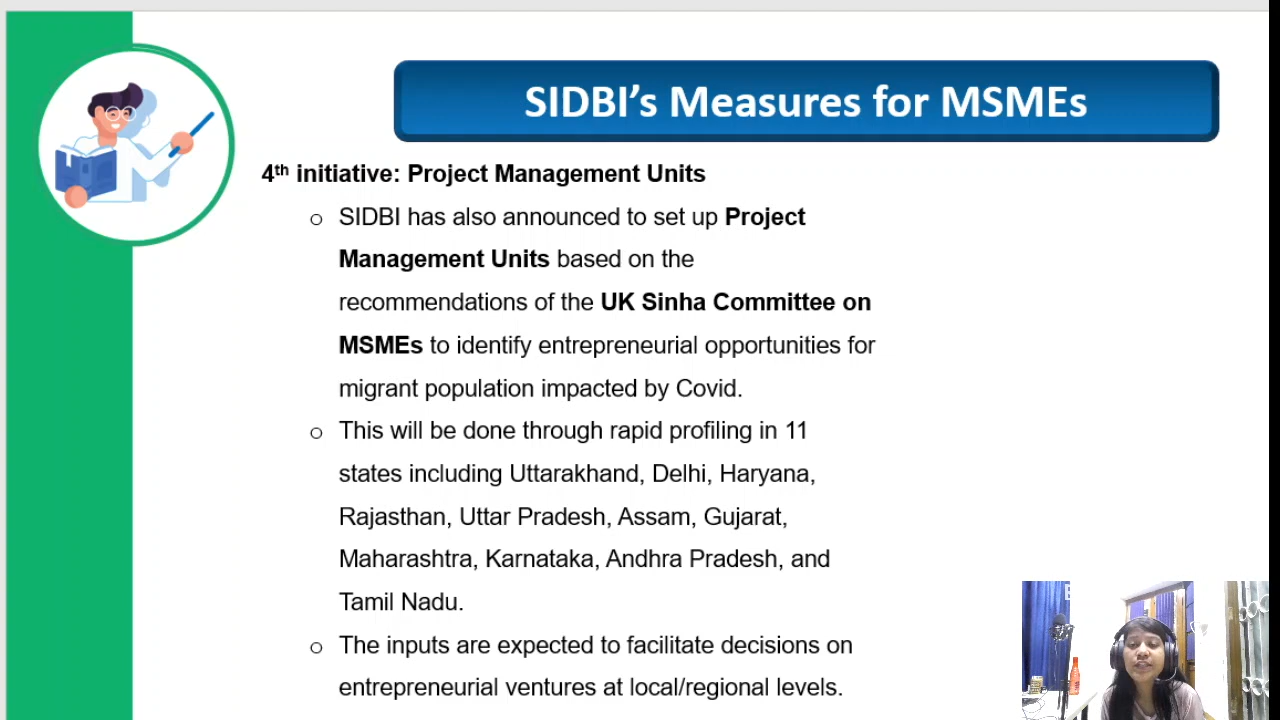 SIDBI's Measures for MSMEs
4th initiative: Project Management Units
o SIDBI has also announced to set up Project
Management Units based on the
recommendations of the UK Sinha Committee on
MSMEs to identify entrepreneurial opportunities for
migrant population impacted by Covid.
o This will be done through rapid profiling in 11
states including Uttarakhand, Delhi, Haryana,
Rajasthan, Uttar Pradesh, Assam, Gujarat,
Maharashtra, Karnataka, Andhra Pradesh, and
Tamil Nadu.
o The inputs are expected to facilitate decisions on
entrepreneurial ventures at local/regional levels.